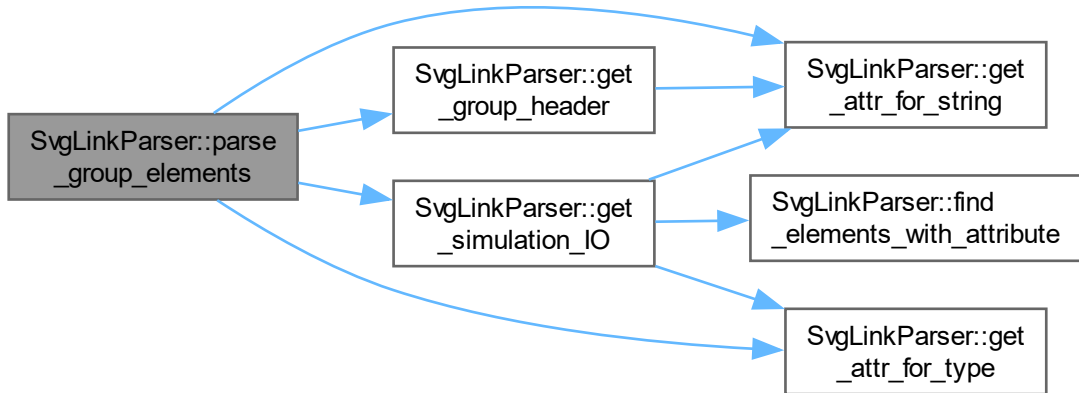 SvgLinkParser::parse
_group_elements
SvgLinkParser::get
_group_header
SvgLinkParser::get
_simulation_IO
SvgLinkParser::get
_attr_for_string
SvgLinkParser::find
_elements_with_attribute
SvgLinkParser::get
_attr_for_type